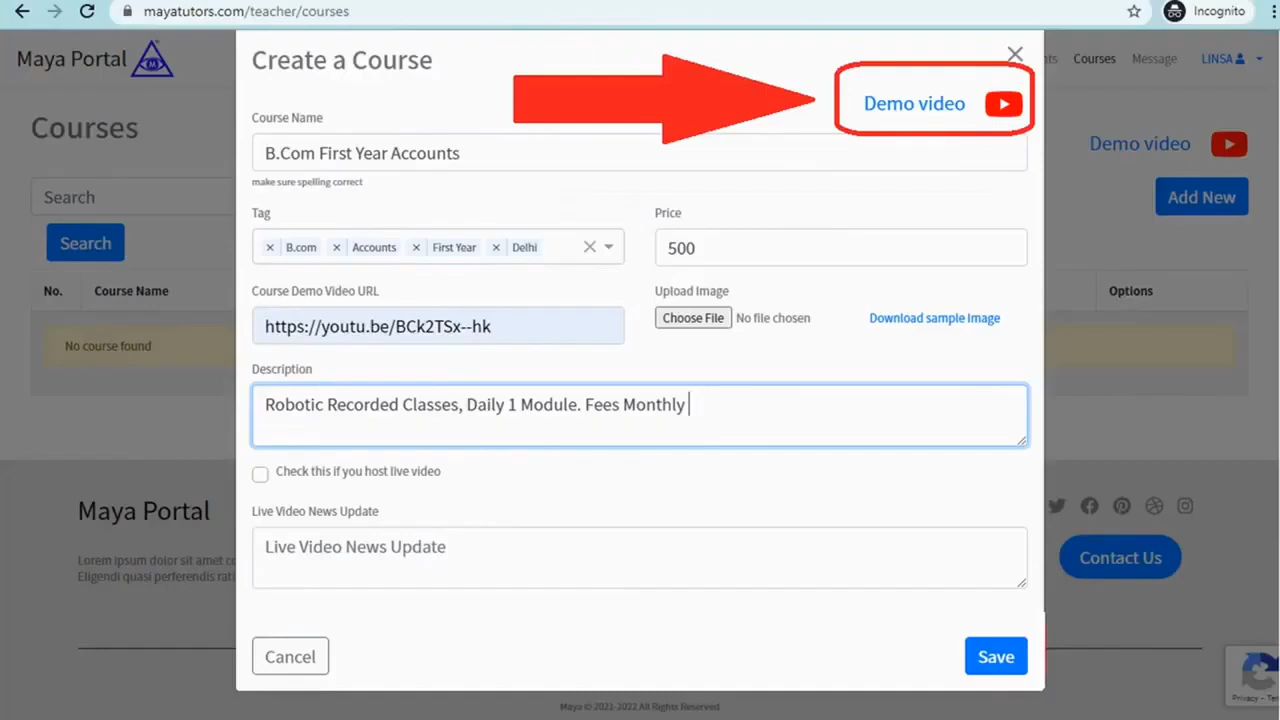 mayatutors.com/teacher/courses
Incognito
Maya Portal
Courses
Message
LINSA
Create a Course
Demo video
Courses
Course Name
Demo video
B.Com First Year Accounts
make sure spelling correct
Search
Add New
Tag
Price
× B.com × Accounts × First Year × Delhi
500
Search
No.
Course Name
Course Demo Video URL
Upload Image
Options
https://youtu.be/BCk2TSx--hk
Choose File No file chosen
Download sample Image
No course found
Description
Robotic Recorded Classes, Daily 1 Module. Fees Monthly
Check this if you host live video
Maya Portal
Live Video News Update
Live Video News Update
Lorem ipsum dolor sit amet
Eligendi quasi perferendis
Contact Us
Cancel
Save
Maya © 2021-2022 All Rights Reserved
Privacy